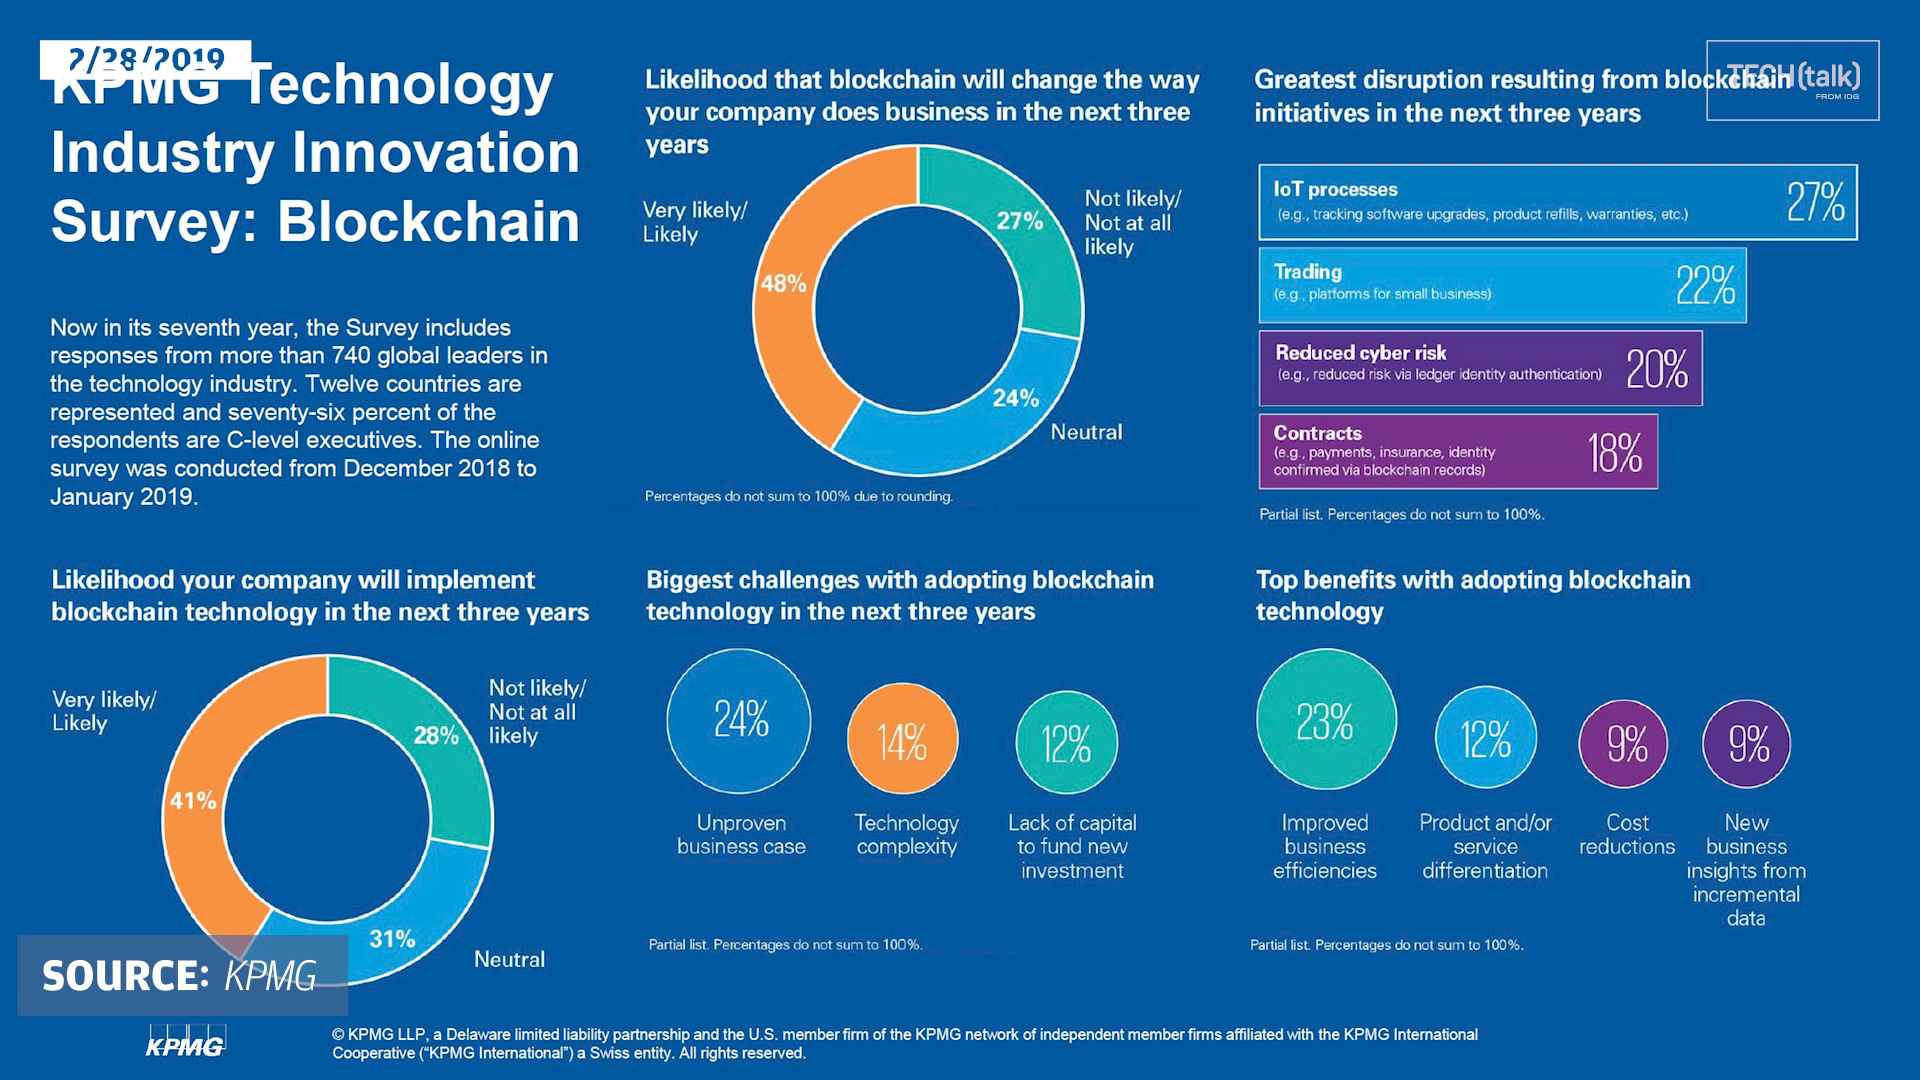 2/28/2019
KPMG Technology
Industry Innovation
Survey: Blockchain
Now in its seventh year, the Survey includes
responses from more than 740 global leaders in
the technology industry. Twelve countries are
represented and seventy-six percent of the
respondents are C-level executives. The online
survey was conducted from December 2018 to
January 2019.
Likelihood that blockchain will change the way
your company does business in the next three
years
Very likely/
Likely
48%
27%
Not likely/
Not at all
likely
24%
Neutral
Percentages do not sum to 100% due to rounding.
TECH(talk)
FROM IDG
Greatest disruption resulting from blockchain
initiatives in the next three years
IoT processes
(e.g., tracking software upgrades, product refills, warranties, etc.)
27%
Trading
(e.g., platforms for small business)
22%
Reduced cyber risk
(e.g., reduced risk via ledger identity authentication)
20%
Contracts
(e.g., payments, insurance, identity
confirmed via blockchain records)
18%
Partial list. Percentages do not sum to 100%.
Likelihood your company will implement
blockchain technology in the next three years
Very likely/
Likely
41%
28%
Not likely/
Not at all
likely
31%
Neutral
Biggest challenges with adopting blockchain
technology in the next three years
24%
Unproven
business case
14%
Technology
complexity
12%
Lack of capital
to fund new
investment
Partial list. Percentages do not sum to 100%.
Top benefits with adopting blockchain
technology
23%
Improved
business
efficiencies
12%
Product and/or
service
differentiation
9%
Cost
reductions
9%
New
business
insights from
incremental
data
Partial list. Percentages do not sum to 100%.
SOURCE: KPMG
KPMG
© KPMG LLP, a Delaware limited liability partnership and the U.S. member firm of the KPMG network of independent member firms affiliated with the KPMG International
Cooperative (“KPMG International”) a Swiss entity. All rights reserved.